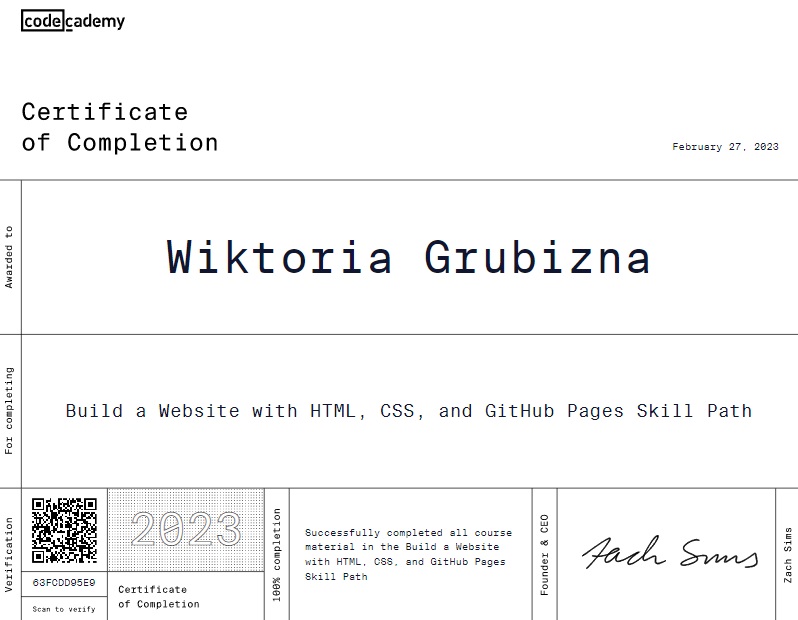 codecademy
Certificate
of Completion
February 27, 2023
Awarded to
Wiktoria Grubizna
For completing
Build a Website with HTML, CSS, and GitHub Pages Skill Path
Verification
63FCDD95E9
Scan to verify
2023
Certificate
of Completion
100% completion
Successfully completed all course
material in the Build a Website
with HTML, CSS, and GitHub Pages
Skill Path
Founder & CEO
Zach Sims
Zach Sims